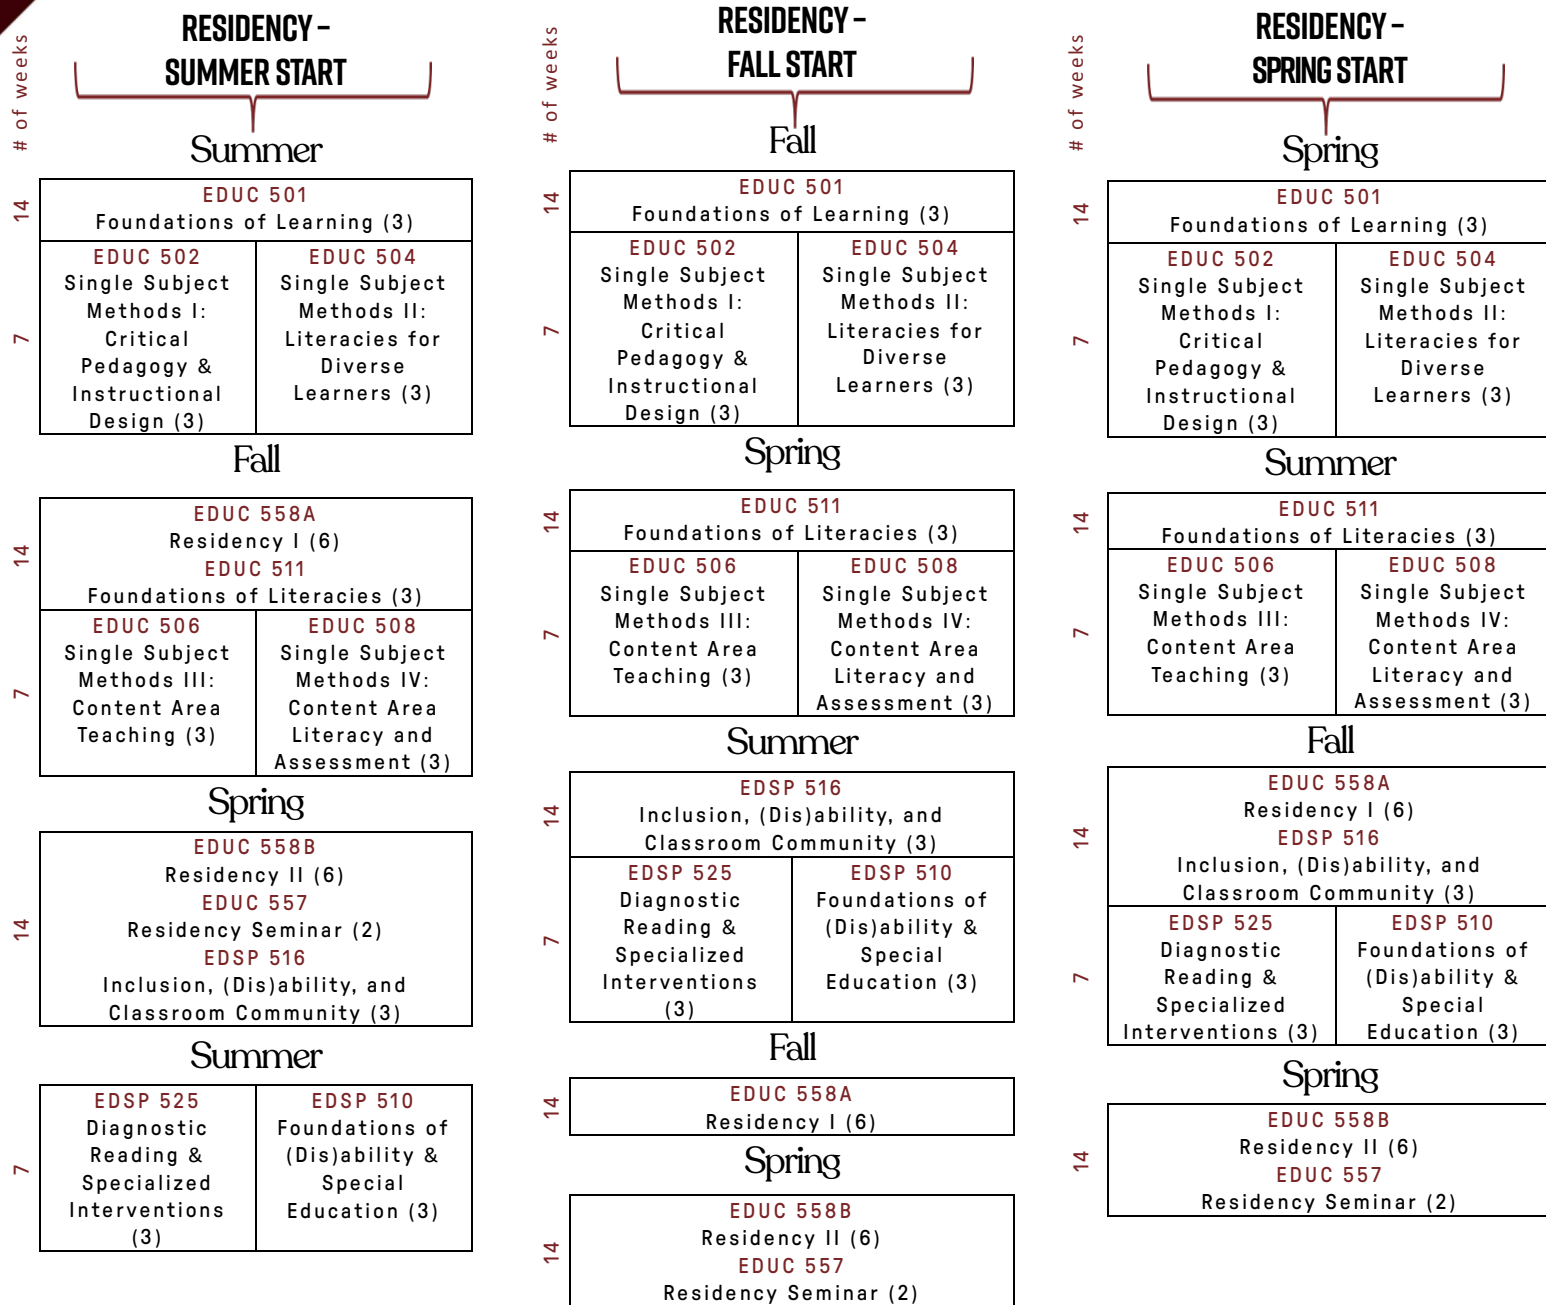 # of weeks
RESIDENCY –
SUMMER START
Summer
14
EDUC 501
Foundations of Learning (3)
7
EDUC 502
Single Subject
Methods I:
Critical
Pedagogy &
Instructional
Design (3)
EDUC 504
Single Subject
Methods II:
Literacies for
Diverse
Learners (3)
Fall
14
EDUC 558A
Residency I (6)
EDUC 511
Foundations of Literacies (3)
7
EDUC 506
Single Subject
Methods III:
Content Area
Teaching (3)
EDUC 508
Single Subject
Methods IV:
Content Area
Literacy and
Assessment (3)
Spring
14
EDUC 558B
Residency II (6)
EDUC 557
Residency Seminar (2)
EDSP 516
Inclusion, (Dis)ability, and
Classroom Community (3)
Summer
7
EDSP 525
Diagnostic
Reading &
Specialized
Interventions
(3)
EDSP 510
Foundations of
(Dis)ability &
Special
Education (3)
# of weeks
RESIDENCY –
FALL START
Fall
14
EDUC 501
Foundations of Learning (3)
7
EDUC 502
Single Subject
Methods I:
Critical
Pedagogy &
Instructional
Design (3)
EDUC 504
Single Subject
Methods II:
Literacies for
Diverse
Learners (3)
Spring
14
EDUC 511
Foundations of Literacies (3)
7
EDUC 506
Single Subject
Methods III:
Content Area
Teaching (3)
EDUC 508
Single Subject
Methods IV:
Content Area
Literacy and
Assessment (3)
Summer
14
EDSP 516
Inclusion, (Dis)ability, and
Classroom Community (3)
7
EDSP 525
Diagnostic
Reading &
Specialized
Interventions
(3)
EDSP 510
Foundations of
(Dis)ability &
Special
Education (3)
Fall
14
EDUC 558A
Residency I (6)
Spring
14
EDUC 558B
Residency II (6)
EDUC 557
Residency Seminar (2)
# of weeks
RESIDENCY –
SPRING START
Spring
14
EDUC 501
Foundations of Learning (3)
7
EDUC 502
Single Subject
Methods I:
Critical
Pedagogy &
Instructional
Design (3)
EDUC 504
Single Subject
Methods II:
Literacies for
Diverse
Learners (3)
Summer
14
EDUC 511
Foundations of Literacies (3)
7
EDUC 506
Single Subject
Methods III:
Content Area
Teaching (3)
EDUC 508
Single Subject
Methods IV:
Content Area
Literacy and
Assessment (3)
Fall
14
EDUC 558A
Residency I (6)
EDSP 516
Inclusion, (Dis)ability, and
Classroom Community (3)
7
EDSP 525
Diagnostic
Reading &
Specialized
Interventions (3)
EDSP 510
Foundations of
(Dis)ability &
Special
Education (3)
Spring
14
EDUC 558B
Residency II (6)
EDUC 557
Residency Seminar (2)